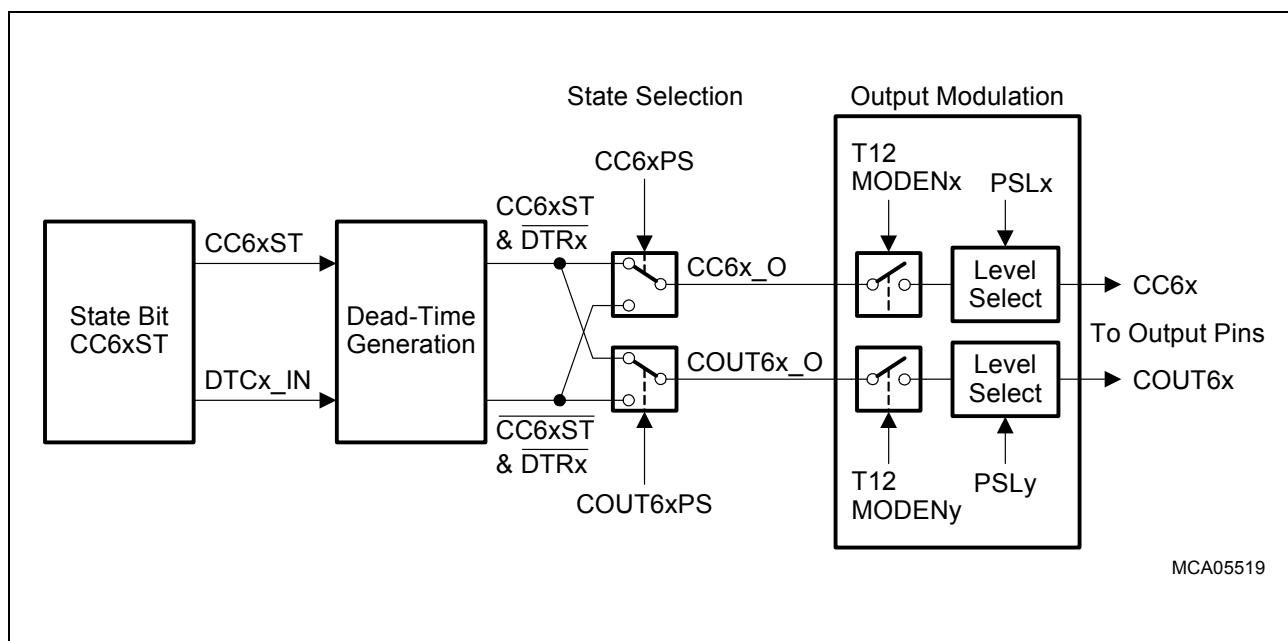 State Selection
Output Modulation
CC6xPS
T12
MODENx
PSLx
CC6xST
& DTRx
CC6xST
CC6x_O
Level
Select
CC6x
State Bit
CC6xST
Dead-Time
Generation
To Output Pins
DTCx_IN
COUT6x_O
Level
Select
COUT6x
CC6xST
& DTRx
COUT6xPS
T12
MODENy
PSLy
MCA05519